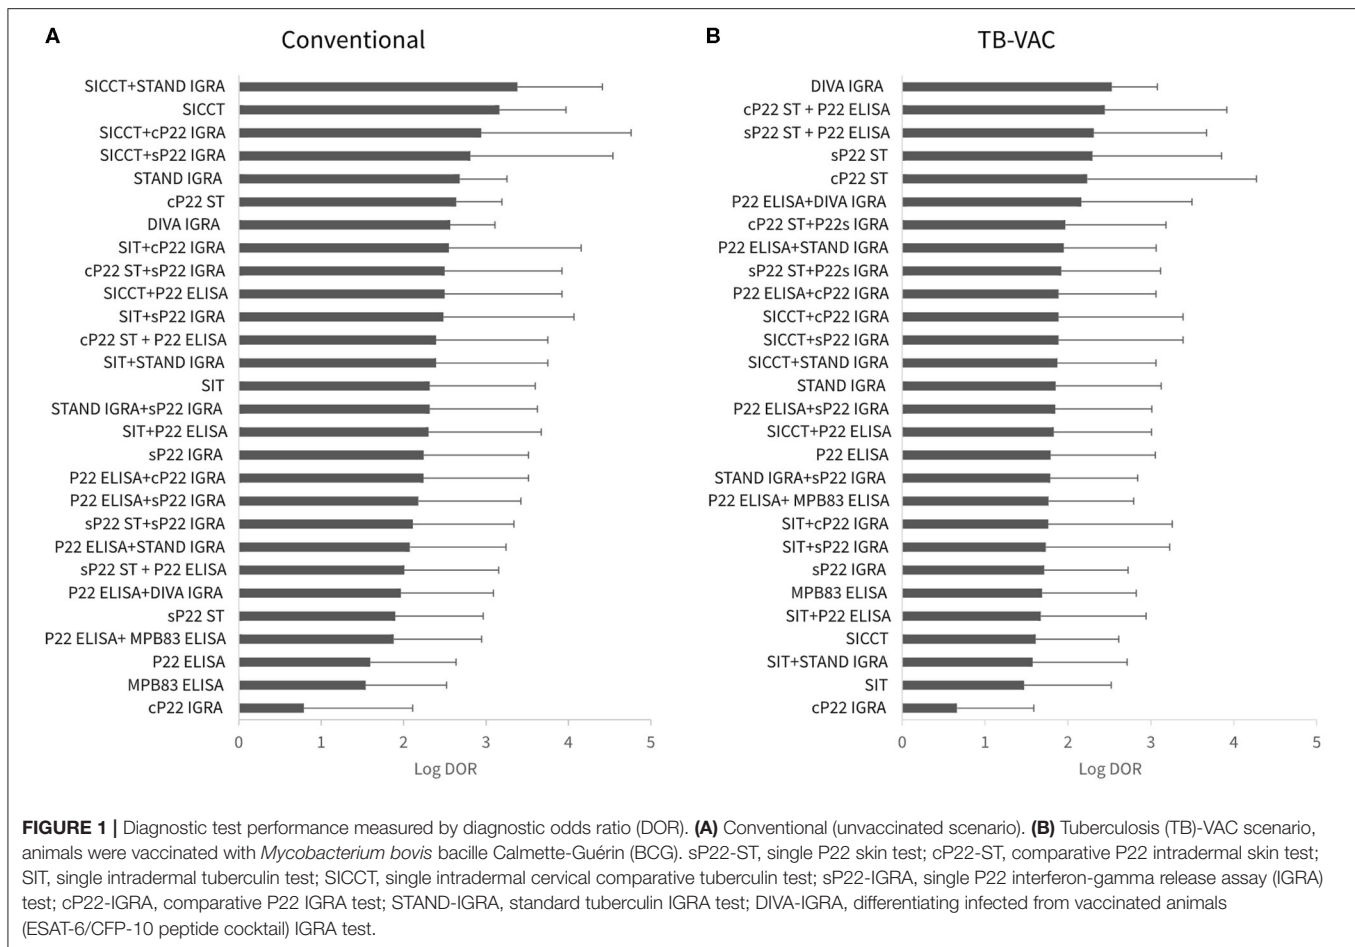 A
Conventional
SICCT+STAND IGRA
SICCT
SICCT+cP22 IGRA
SICCT+sP22 IGRA
STAND IGRA
cP22 ST
DIVA IGRA
SIT+cP22 IGRA
cP22 ST+sP22 IGRA
SICCT+P22 ELISA
SIT+sP22 IGRA
cP22 ST + P22 ELISA
SIT+STAND IGRA
SIT
STAND IGRA+sP22 IGRA
SIT+P22 ELISA
sP22 IGRA
P22 ELISA+cP22 IGRA
P22 ELISA+sP22 IGRA
sP22 ST+sP22 IGRA
P22 ELISA+STAND IGRA
sP22 ST + P22 ELISA
P22 ELISA+DIVA IGRA
sP22 ST
P22 ELISA+ MPB83 ELISA
P22 ELISA
MPB83 ELISA
cP22 IGRA
0 1 2 3 4 5
Log DOR
B
TB-VAC
DIVA IGRA
cP22 ST + P22 ELISA
sP22 ST + P22 ELISA
sP22 ST
cP22 ST
P22 ELISA+DIVA IGRA
cP22 ST+P22s IGRA
P22 ELISA+STAND IGRA
sP22 ST+P22s IGRA
P22 ELISA+cP22 IGRA
SICCT+cP22 IGRA
SICCT+sP22 IGRA
SICCT+STAND IGRA
STAND IGRA
P22 ELISA+sP22 IGRA
SICCT+P22 ELISA
P22 ELISA
STAND IGRA+sP22 IGRA
P22 ELISA+ MPB83 ELISA
SIT+cP22 IGRA
SIT+sP22 IGRA
sP22 IGRA
MPB83 ELISA
SIT+P22 ELISA
SICCT
SIT+STAND IGRA
SIT
cP22 IGRA
0 1 2 3 4 5
Log DOR
FIGURE 1 | Diagnostic test performance measured by diagnostic odds ratio (DOR). (A) Conventional (unvaccinated scenario). (B) Tuberculosis (TB)-VAC scenario,
animals were vaccinated with Mycobacterium bovis bacille Calmette-Guérin (BCG). sP22-ST, single P22 skin test; cP22-ST, comparative P22 intradermal skin test;
SIT, single intradermal tuberculin test; SICCT, single intradermal cervical comparative tuberculin test; sP22-IGRA, single P22 interferon-gamma release assay (IGRA)
test; cP22-IGRA, comparative P22 IGRA test; STAND-IGRA, standard tuberculin IGRA test; DIVA-IGRA, differentiating infected from vaccinated animals
(ESAT-6/CFP-10 peptide cocktail) IGRA test.